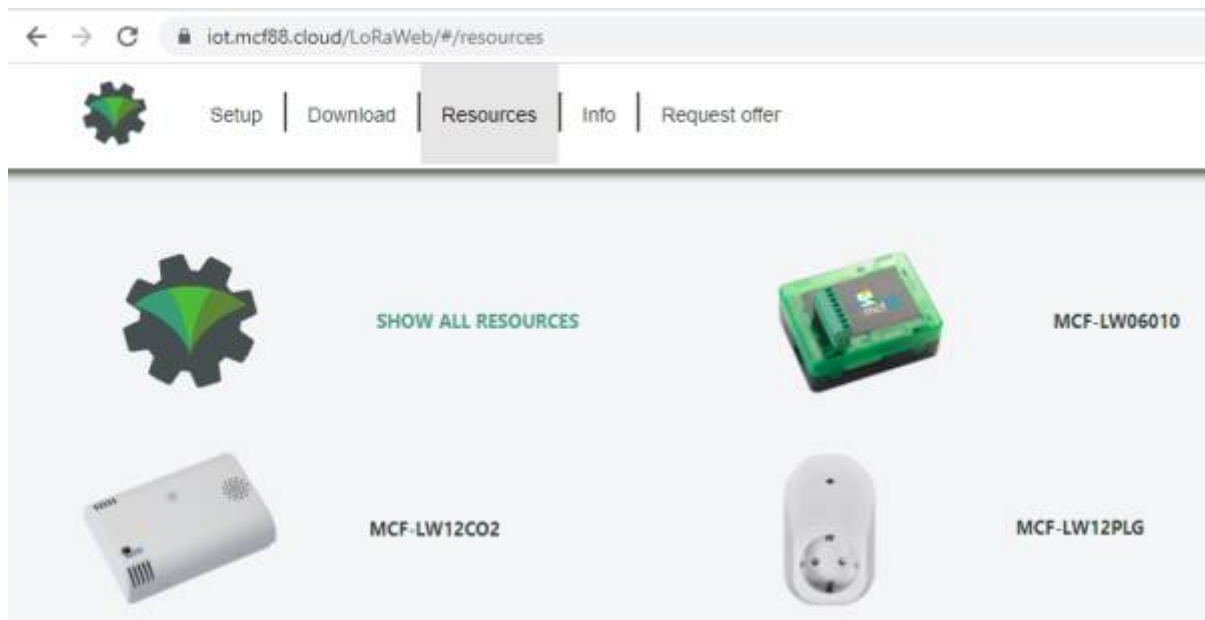 iot.mcf88.cloud/LoRaWeb/#/resources
Setup Download Resources Info Request offer
SHOW ALL RESOURCES
MCF-LW06010
MCF-LW12CO2
MCF-LW12PLG